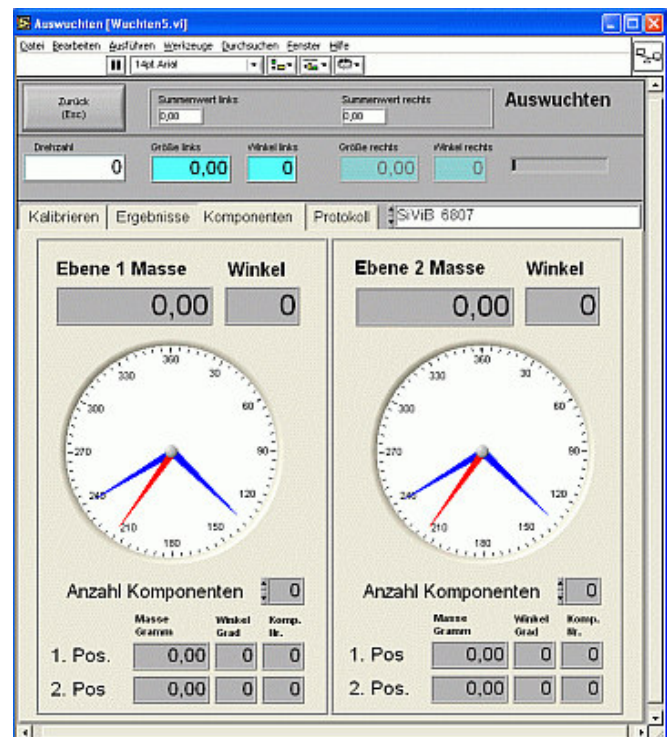 Auswuchten [Wuchten5.vi]
Datei Bearbeiten Ausführen Werkzeuge Durchsuchen Fenster Hilfe
14pt Arial
Zurück
(Esc)
Summenwert links
0,00
Summenwert rechts
0,00
Auswuchten
Drehzahl
0
Größe links
0,00
Winkel links
0
Größe rechts
0,00
Winkel rechts
0
Kalibrieren Ergebnisse Komponenten Protokoll SiViB 6807
Ebene 1 Masse Winkel
0,00 0
360
330 30
300 60
270 90
240 120
210 150
180
Anzahl Komponenten 0
Masse Gramm Winkel Grad Komp. Nr.
1. Pos. 0,00 0 0
2. Pos 0,00 0 0
Ebene 2 Masse Winkel
0,00 0
360
330 30
300 60
270 90
240 120
210 150
180
Anzahl Komponenten 0
Masse Gramm Winkel Grad Komp. Nr.
1. Pos 0,00 0 0
2. Pos. 0,00 0 0